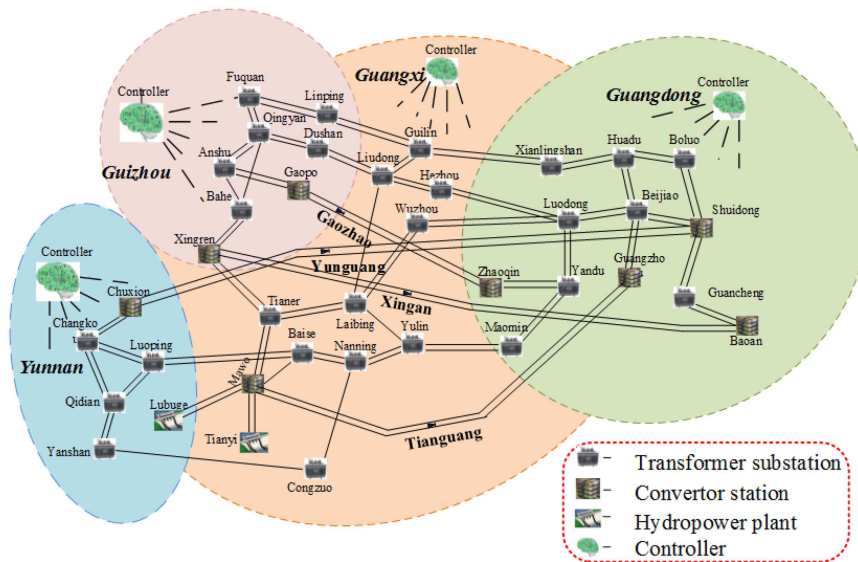 Controller
Guangxi
Controller
Guangdong
Controller
Fuquan
Linping
Qingyan
Dushan
Guilin
Xianlingshan
Huadu
Boluo
Guizhou
Anshu
Gaopo
Liudong
Hezhou
Bahe
Gaozhao
Wuzhou
Luodong
Beijiao
Shuidong
Xingren
Yunguang
Controller
Chuxion
Zhaoqin
Yandu
Guangzho
u
Xingan
Guancheng
Tianer
Changko
u
Luoping
Baise
Laibing
Yulin
Maomin
Baoan
Yunnan
Mawo
Nanning
Qidian
Lubuge
Tianyi
Tianguang
Yanshan
Congzuo
Transformer substation
Convertor station
Hydropower plant
Controller